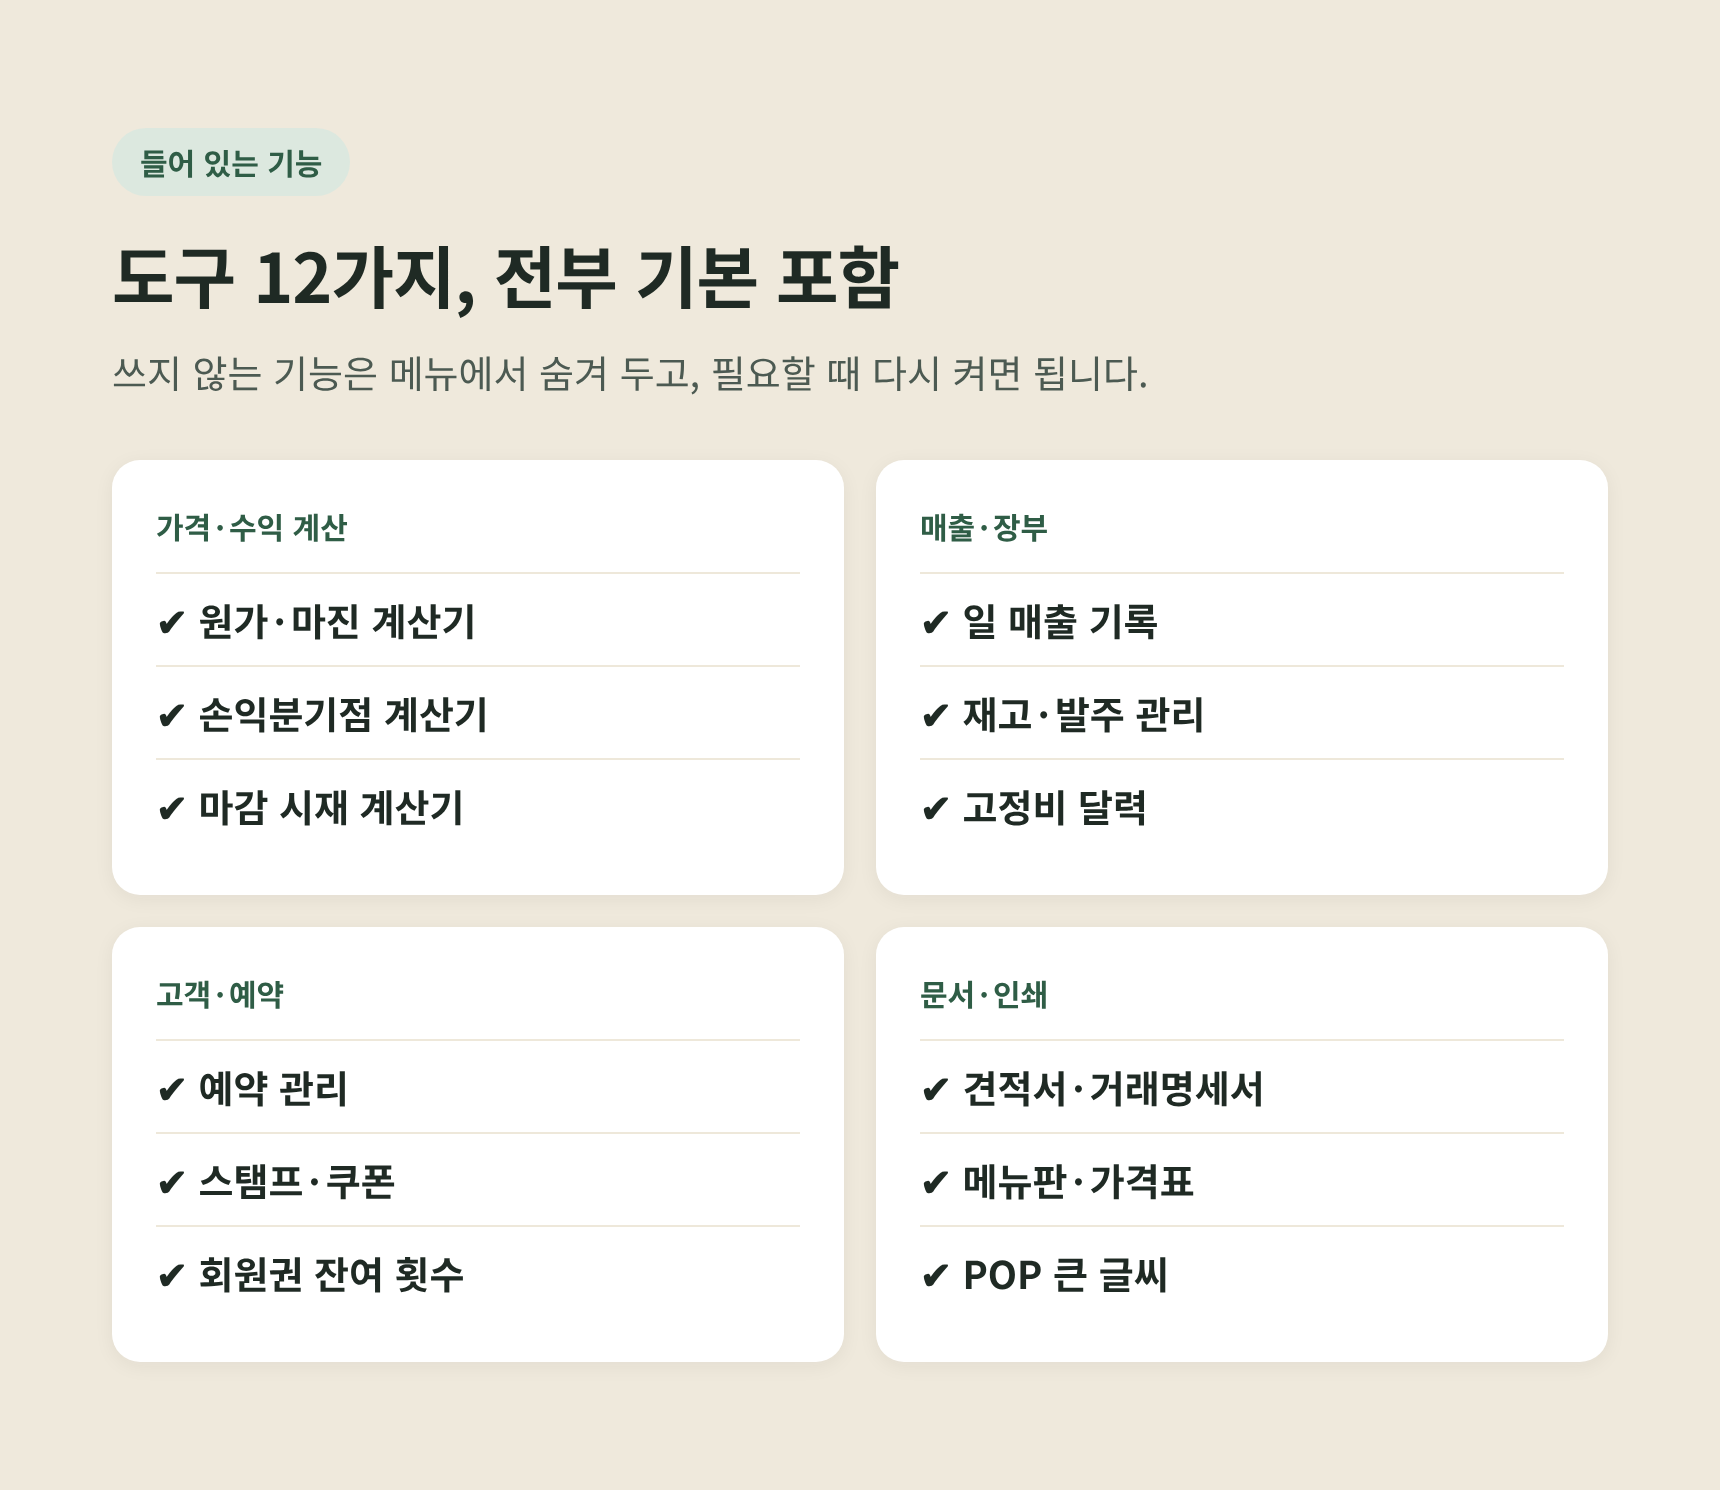 들어 있는 기능
도구 12가지, 전부 기본 포함
쓰지 않는 기능은 메뉴에서 숨겨 두고, 필요할 때 다시 켜면 됩니다.
가격·수익 계산
✔ 원가·마진 계산기
✔ 손익분기점 계산기
✔ 마감 시재 계산기
매출·장부
✔ 일 매출 기록
✔ 재고·발주 관리
✔ 고정비 달력
고객·예약
✔ 예약 관리
✔ 스탬프·쿠폰
✔ 회원권 잔여 횟수
문서·인쇄
✔ 견적서·거래명세서
✔ 메뉴판·가격표
✔ POP 큰 글씨